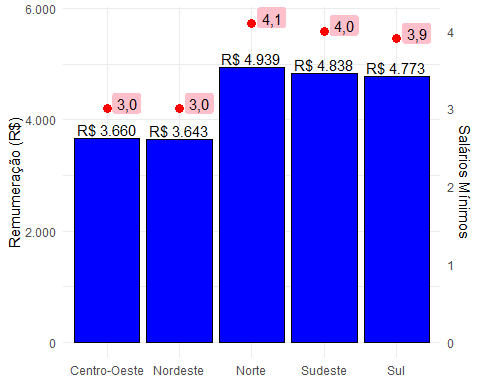 6.000
4.000
2.000
0
Remumeração (R$)
3,0
3,0
4,1
4,0
3,9
R$ 3.660
R$ 3.643
R$ 4.939
R$ 4.838
R$ 4.773
4
3
2
1
0
Salários Mínimos
Centro-Oeste
Nordeste
Norte
Sudeste
Sul